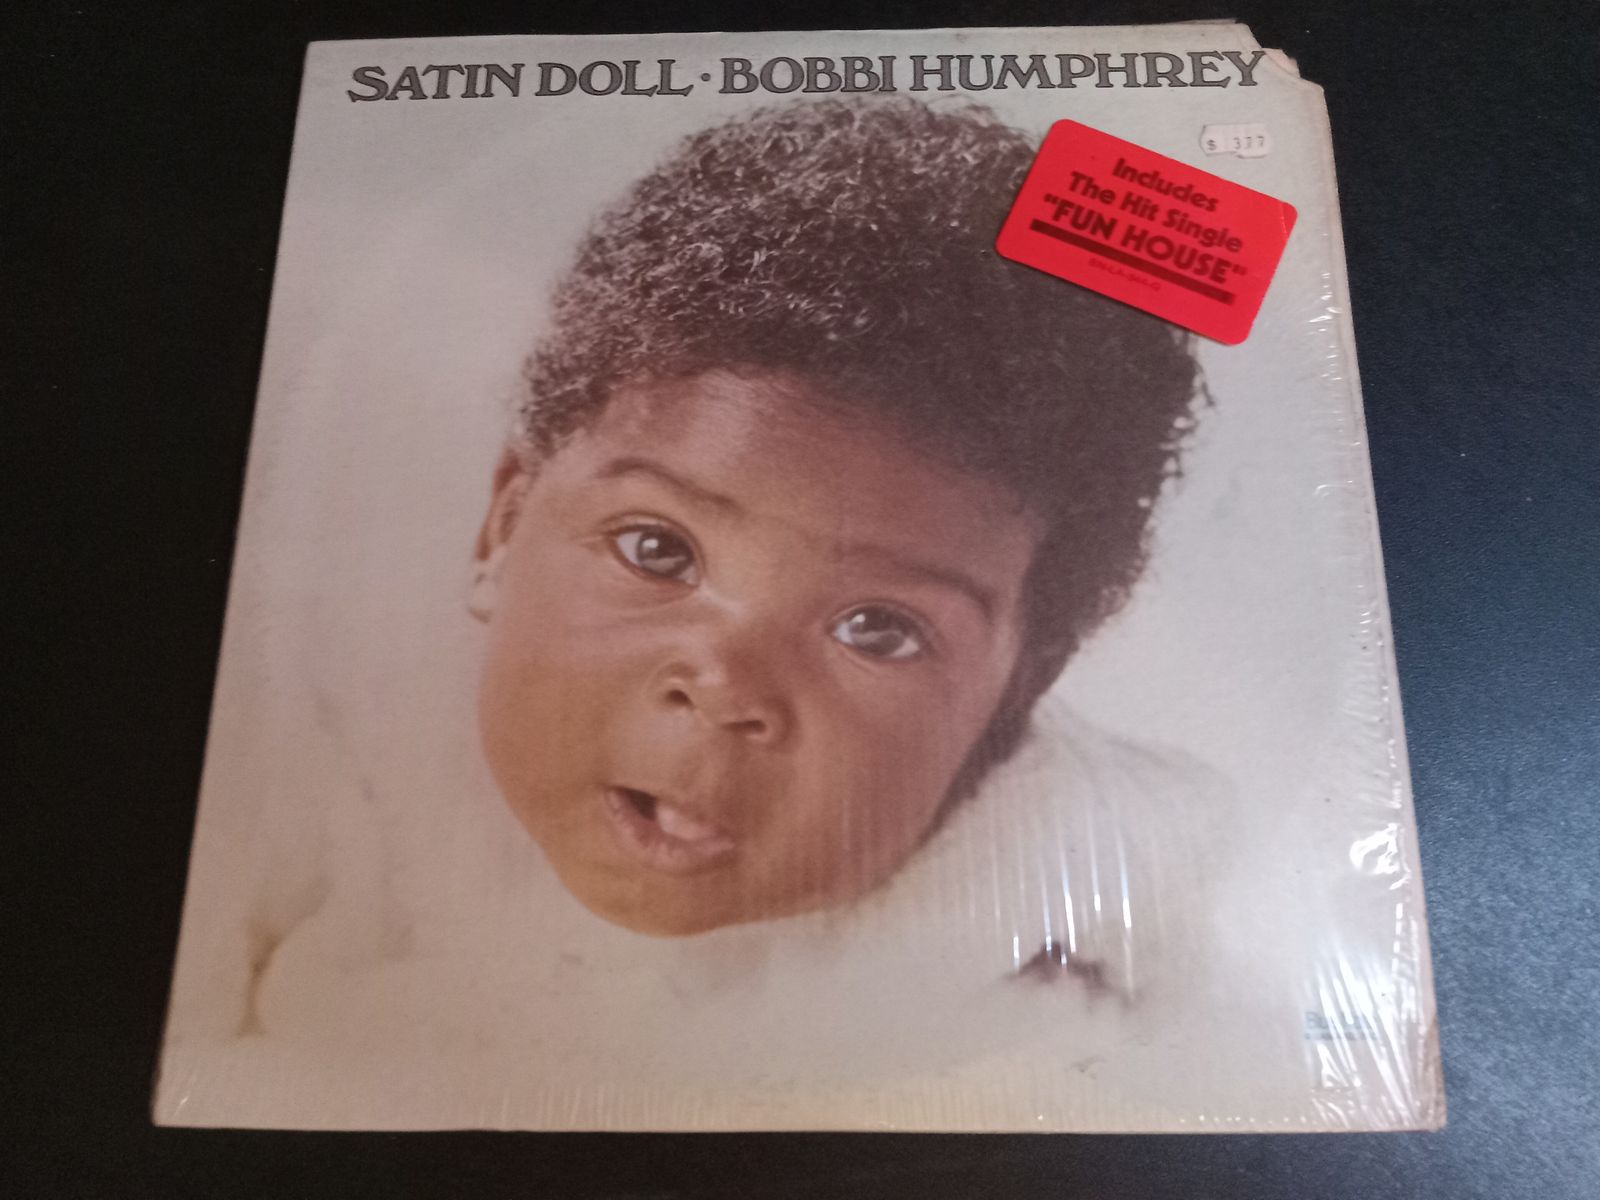 SATIN DOLL · BOBBI HUMPHREY
$ 377
Includes
The Hit Single
"FUN HOUSE"